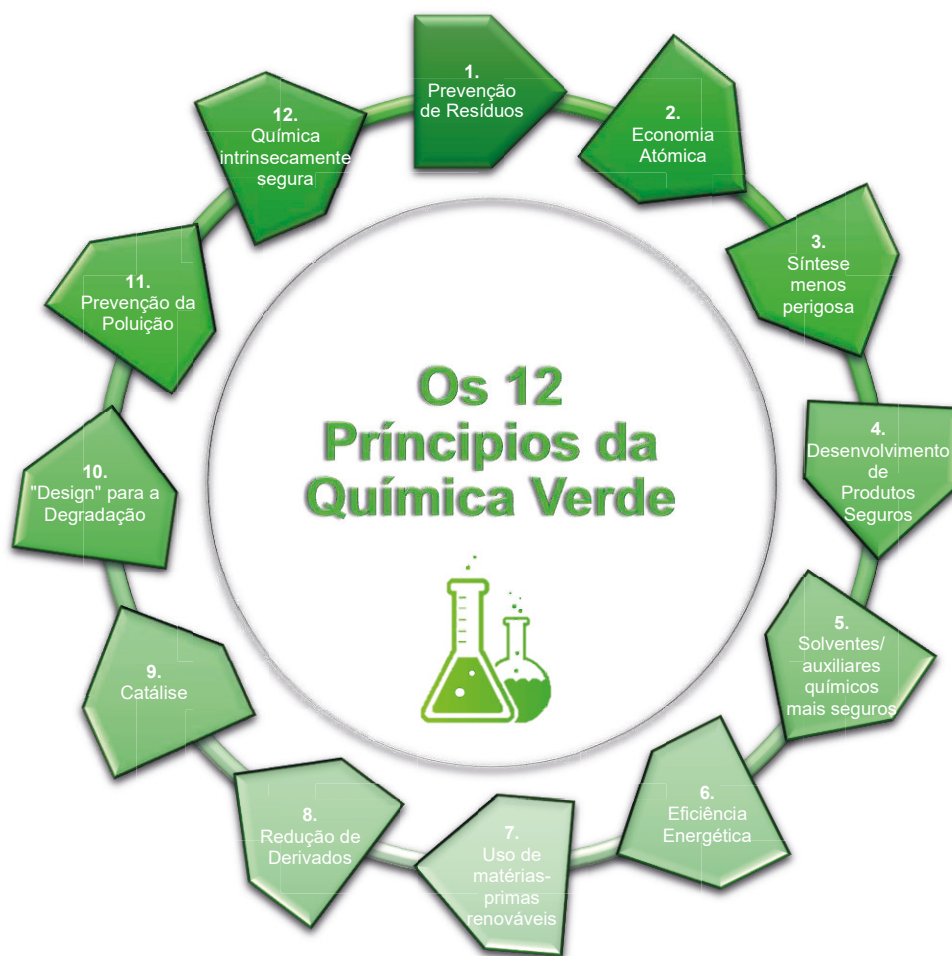 Os 12
Príncipios da
Química Verde
1.
Prevenção
de Resíduos
2.
Economia
Atómica
3.
Síntese
menos
perigosa
4.
Desenvolvimento
de
Produtos
Seguros
5.
Solventes/
auxiliares
químicos
mais seguros
6.
Eficiência
Energética
7.
Uso de
matérias-
primas
renováveis
8.
Redução de
Derivados
9.
Catálise
10.
"Design" para a
Degradação
11.
Prevenção da
Poluição
12.
Química
intrinsecamente
segura